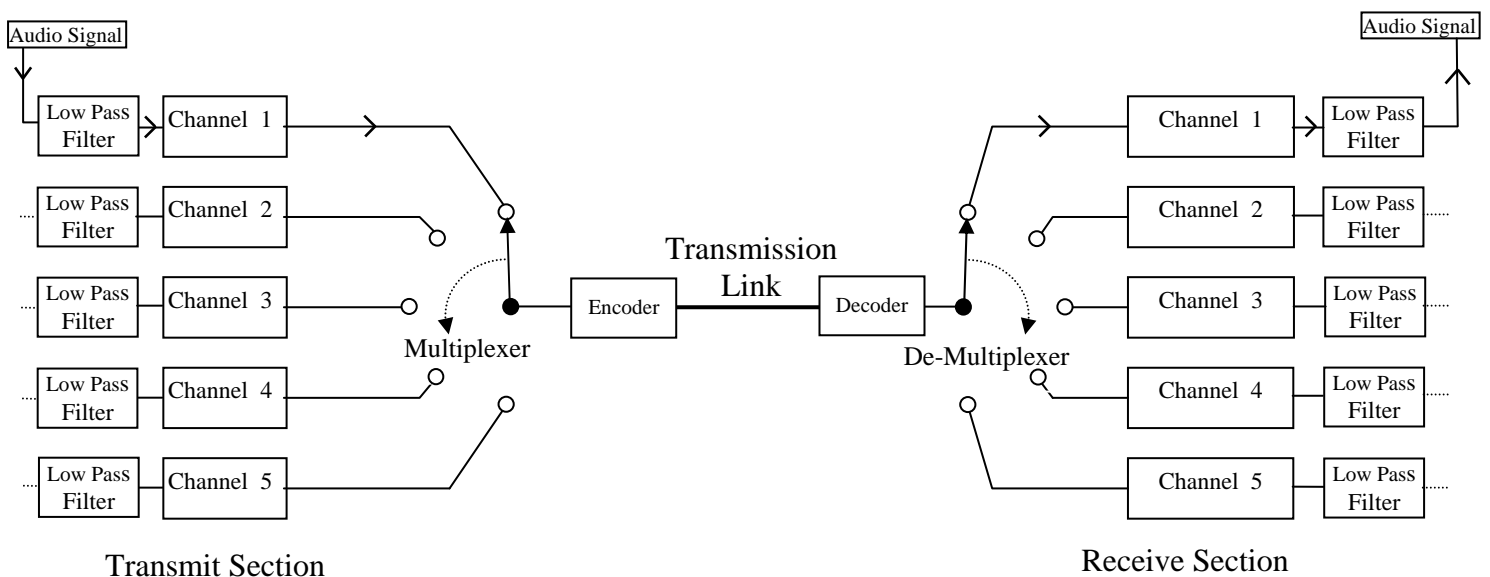 Audio Signal
Low Pass
Filter
Channel 1
Low Pass
Filter
Channel 2
Low Pass
Filter
Channel 3
Low Pass
Filter
Channel 4
Low Pass
Filter
Channel 5
Multiplexer
Transmit Section
Encoder
Transmission
Link
Decoder
De-Multiplexer
Audio Signal
Channel 1
Low Pass
Filter
Channel 2
Low Pass
Filter
Channel 3
Low Pass
Filter
Channel 4
Low Pass
Filter
Channel 5
Low Pass
Filter
Receive Section